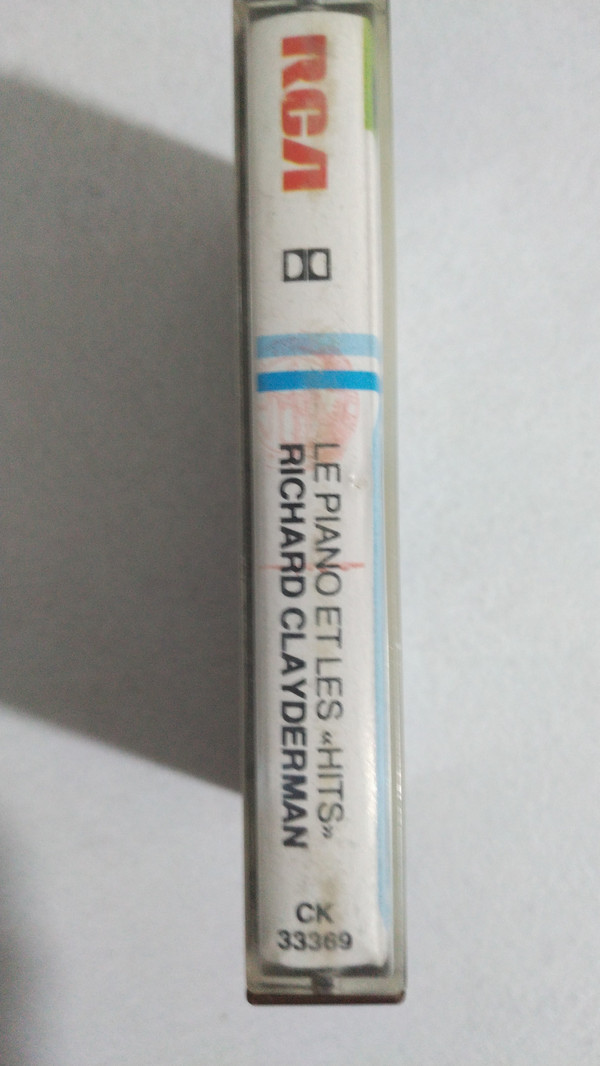 RCA
LE PIANO ET LES «HITS»
RICHARD CLAYDERMAN
CK
33369